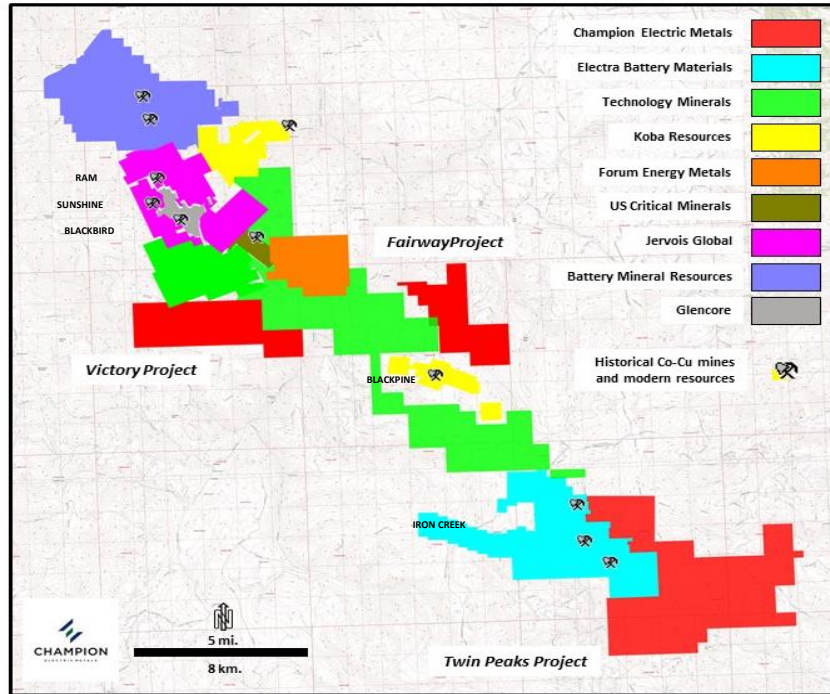 Champion Electric Metals
Electra Battery Materials
Technology Minerals
Koba Resources
Forum Energy Metals
US Critical Minerals
Jervois Global
Battery Mineral Resources
Glencore
Historical Co-Cu mines
and modern resources
RAM
SUNSHINE
BLACKBIRD
FairwayProject
Victory Project
BLACKPINE
IRON CREEK
Twin Peaks Project
N
5 mi.
8 km.
CHAMPION
ELECTRIC METALS